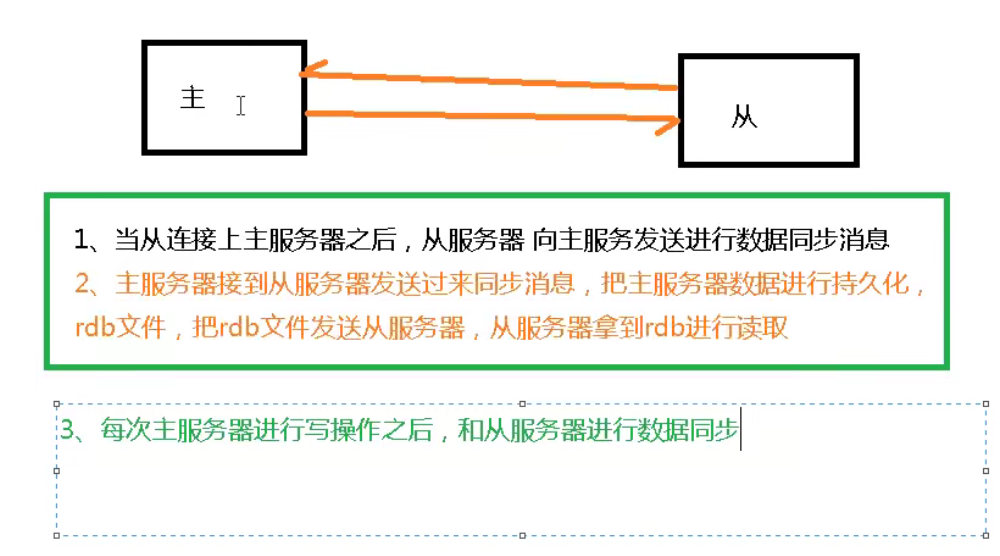 主
从
1、当从连接上主服务器之后，从服务器 向主服务发送进行数据同步消息
2、主服务器接到从服务器发送过来同步消息，把主服务器数据进行持久化，
rdb文件，把rdb文件发送从服务器，从服务器拿到rdb进行读取
3、每次主服务器进行写操作之后，和从服务器进行数据同步